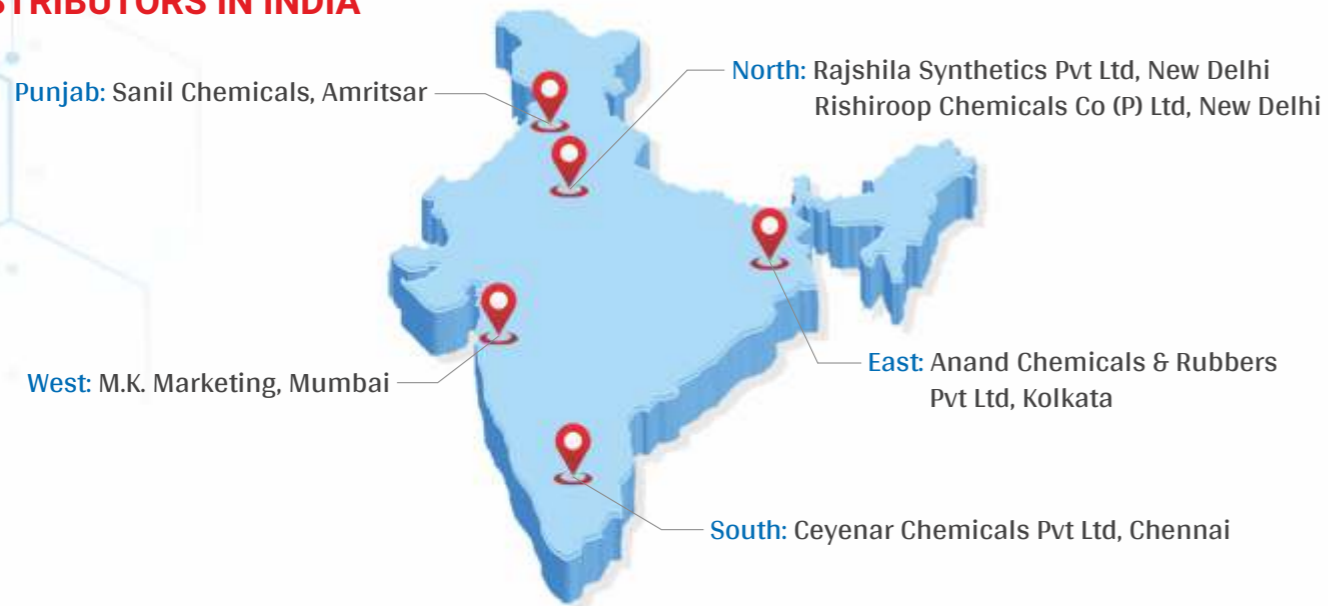 STRIBUTORS IN INDIA
Punjab: Sanil Chemicals, Amritsar
North: Rajshila Synthetics Pvt Ltd, New Delhi
Rishiroop Chemicals Co (P) Ltd, New Delhi
West: M.K. Marketing, Mumbai
East: Anand Chemicals & Rubbers
Pvt Ltd, Kolkata
South: Ceyenar Chemicals Pvt Ltd, Chennai